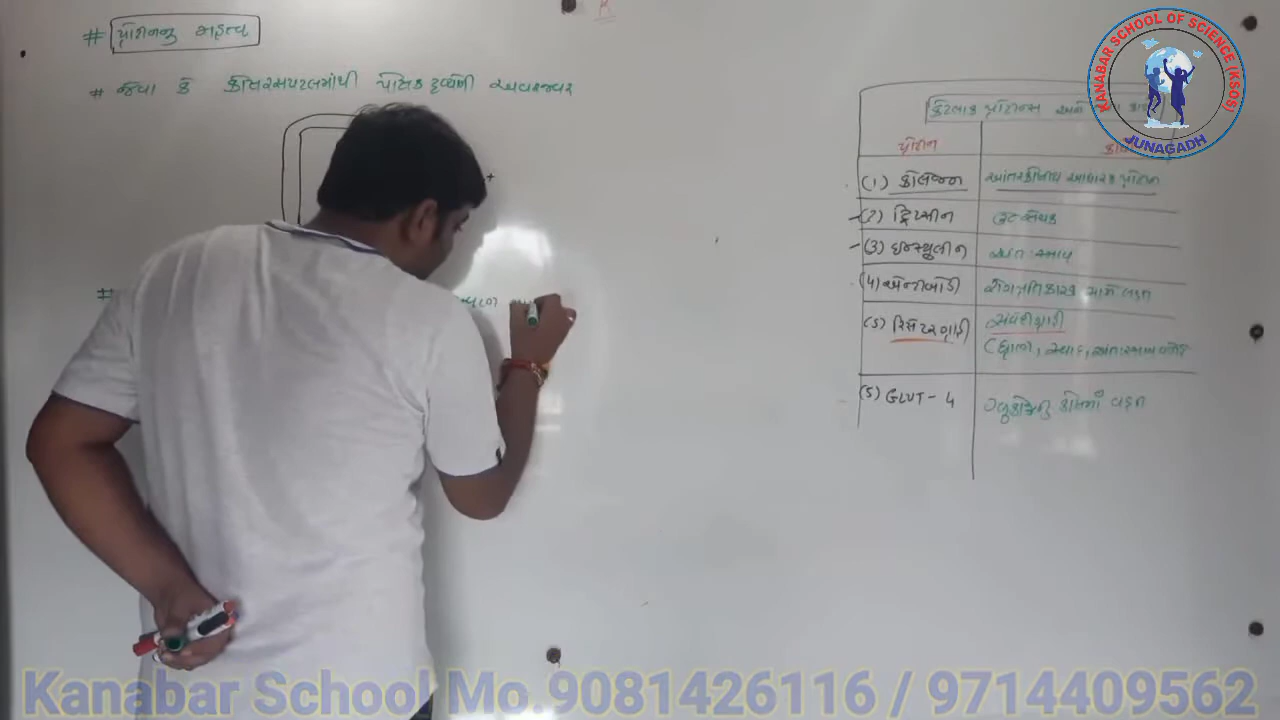 # પ્રોટીનનું મહત્વ
# જેવા કે કોષરસપટલમાંથી પોષક દ્રવ્યોની અવરજવર
#
કેટલાક પ્રોટીન્સ અને
પ્રોટીન
(1) કોલેજન આંતરકોષીય આધારક પ્રોટીન
(2) ટ્રિપ્સીન ઉત્સેચક
(3) ઇન્સ્યુલીન અંતઃસ્ત્રાવ
(4) એન્ટીબોડી રોગપ્રતિકારક
(5) રિસેપ્ટર
(5) GLUT - 4 ગ્લુકોઝનું કોષમાં વહન
KANABAR SCHOOL OF SCIENCE (KSOS)
JUNAGADH
Kanabar School Mo.9081426116 / 9714409562